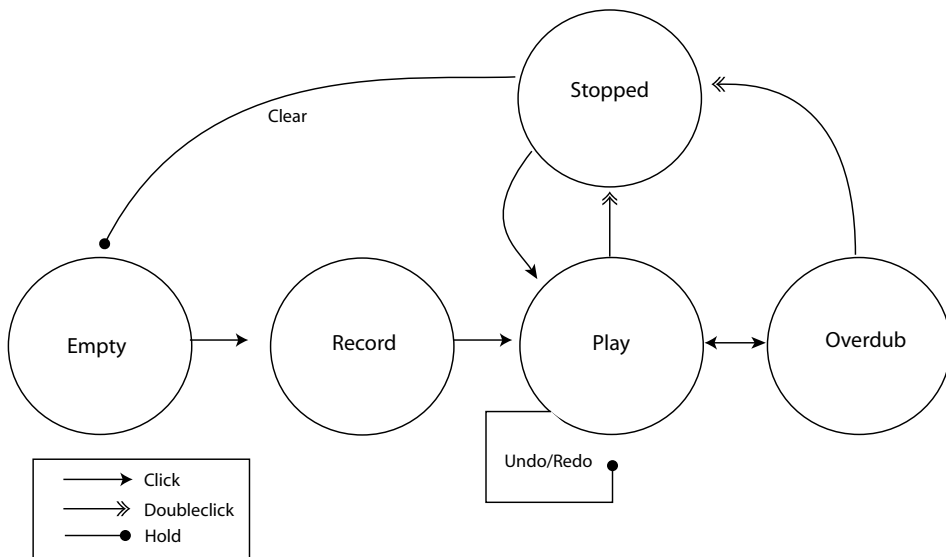 Stopped
Clear
Empty
Record
Play
Overdub
Undo/Redo
Click
Doubleclick
Hold